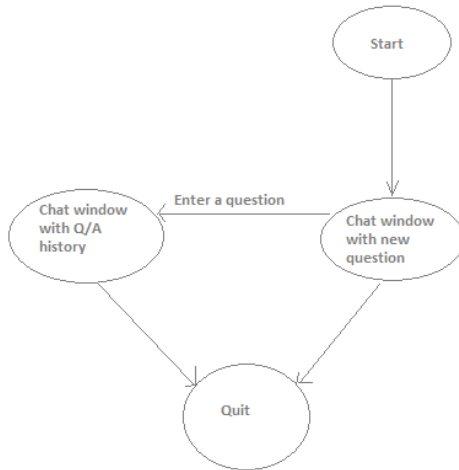 Start
Enter a question
Chat window
with Q/A
history
Chat window
with new
question
Quit